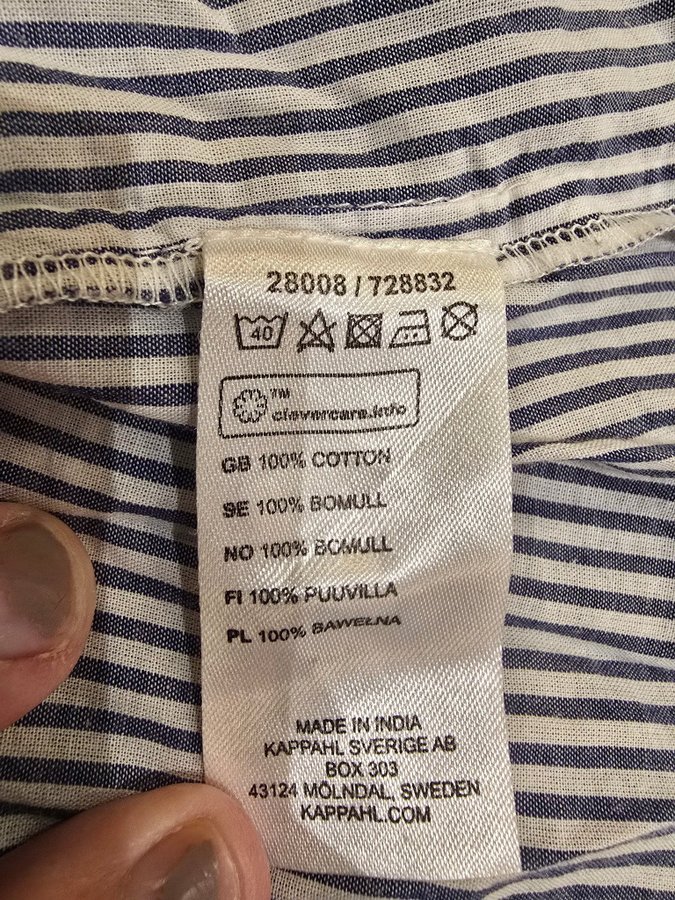 28008 / 728832
40
TM
clevercare.info
GB 100% COTTON
SE 100% BOMULL
NO 100% BOMULL
FI 100% PUUVILLA
PL 100% BAWEŁNA
MADE IN INDIA
KAPPAHL SVERIGE AB
BOX 303
43124 MÖLNDAL, SWEDEN
KAPPAHL.COM